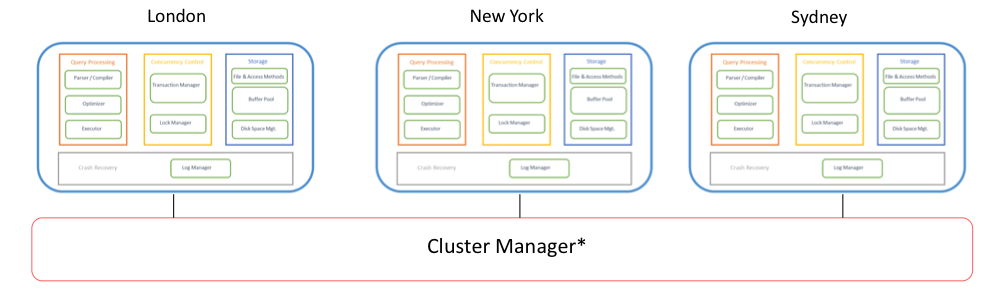 London
New York
Sydney
Query Processing
Parser / Compiler
Optimizer
Executor
Concurrency Control
Transaction Manager
Lock Manager
Storage
File & Access Methods
Buffer Pool
Disk Space Mgt.
Crash Recovery
Log Manager
Query Processing
Parser / Compiler
Optimizer
Executor
Concurrency Control
Transaction Manager
Lock Manager
Storage
File & Access Methods
Buffer Pool
Disk Space Mgt.
Crash Recovery
Log Manager
Query Processing
Parser / Compiler
Optimizer
Executor
Concurrency Control
Transaction Manager
Lock Manager
Storage
File & Access Methods
Buffer Pool
Disk Space Mgt.
Crash Recovery
Log Manager
Cluster Manager*